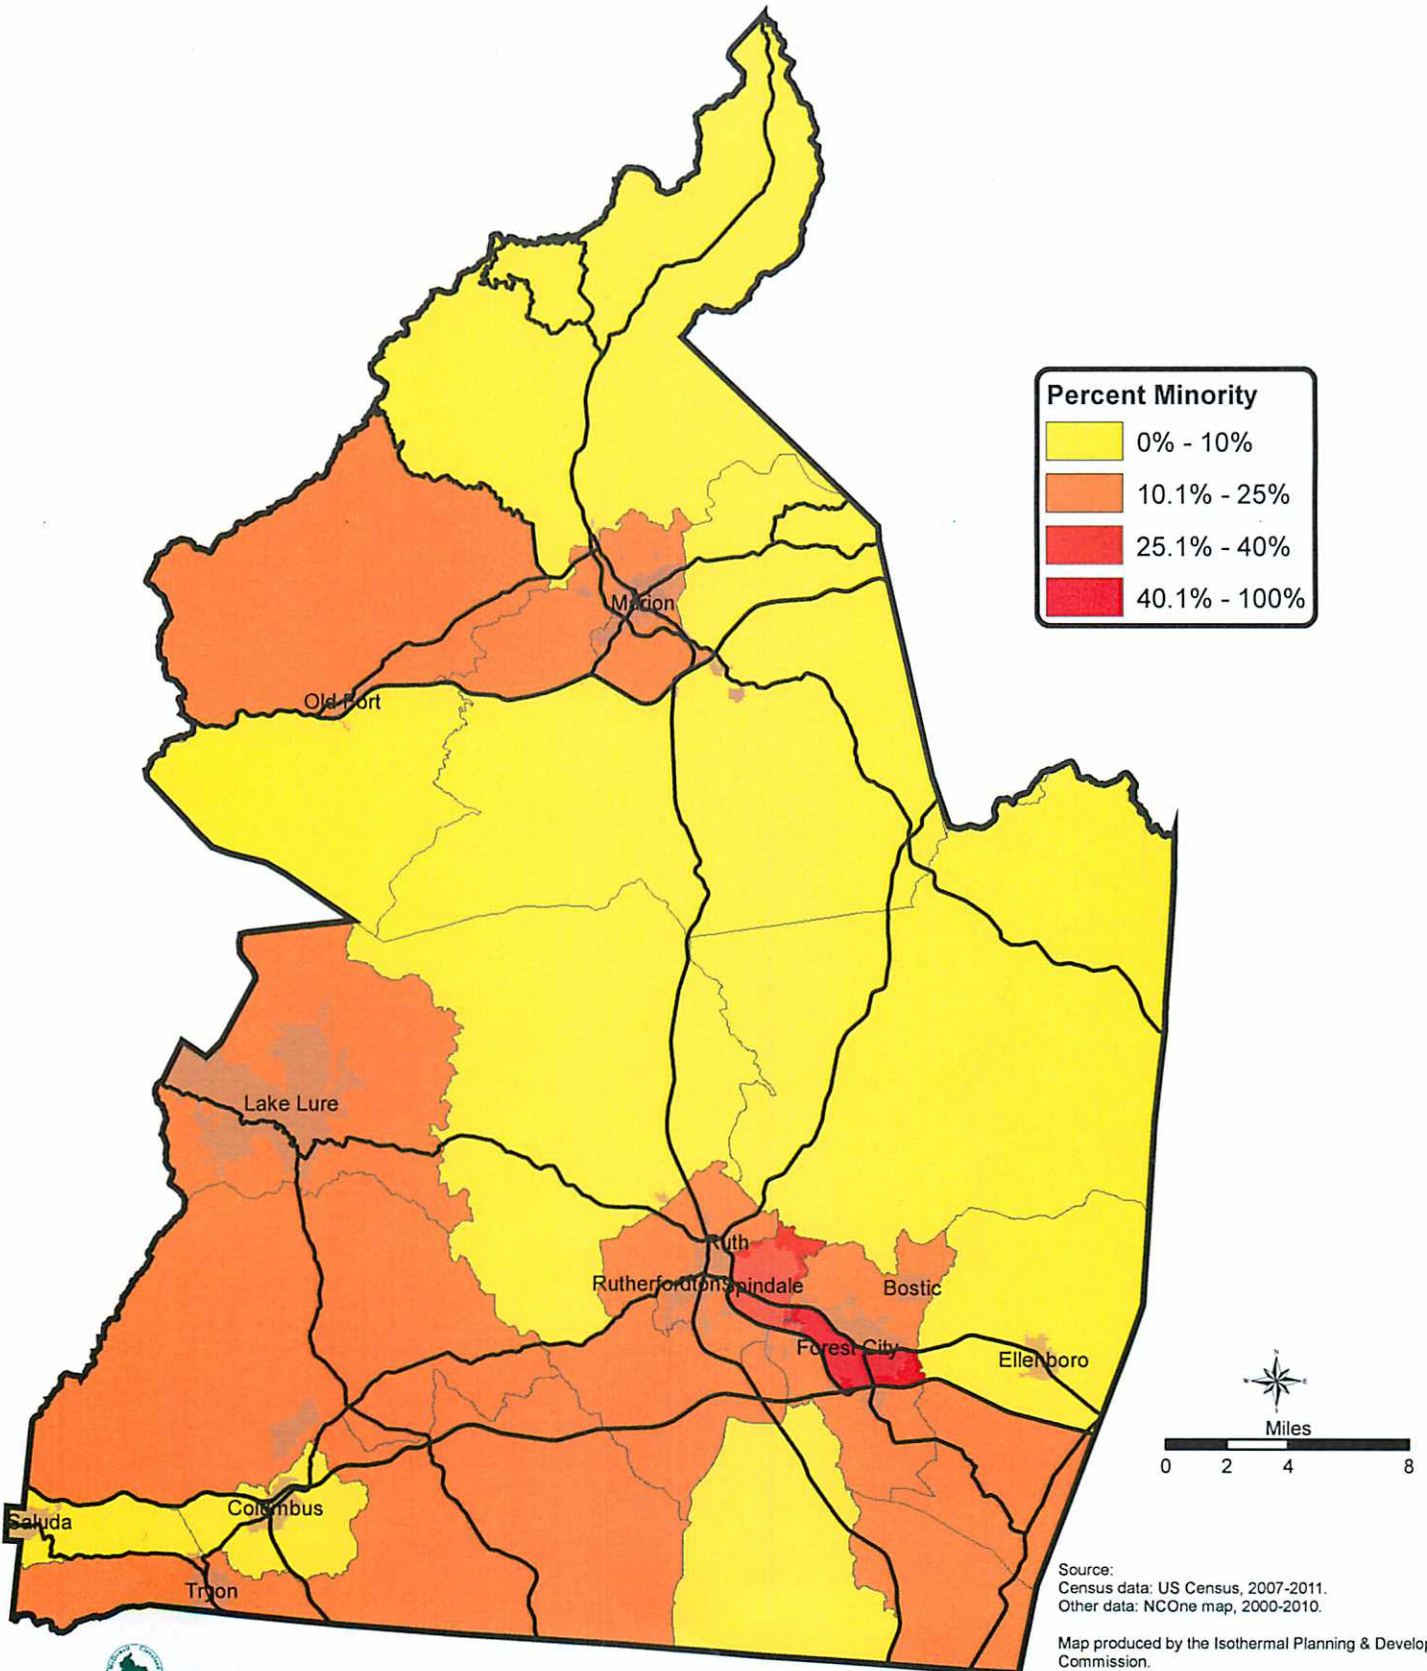 Percent Minority
0% - 10%
10.1% - 25%
25.1% - 40%
40.1% - 100%
Marion
Old Fort
Lake Lure
Ruth
Rutherfordton
Spindale
Bostic
Forest City
Ellenboro
Miles
0 2 4 8
Columbus
Saluda
Tryon
Source:
Census data: US Census, 2007-2011.
Other data: NCOne map, 2000-2010.
Map produced by the Isothermal Planning & Develop
Commission.